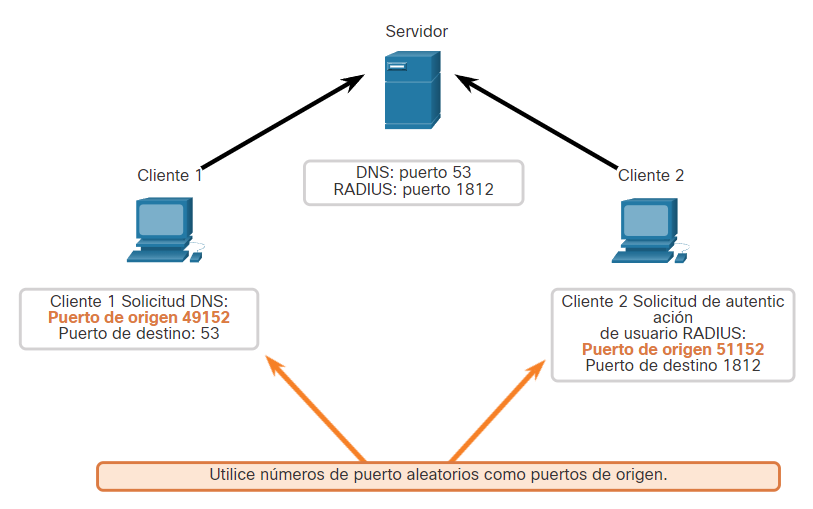 Servidor
Cliente 1
DNS: puerto 53
RADIUS: puerto 1812
Cliente 2
Cliente 1 Solicitud DNS:
Puerto de origen 49152
Puerto de destino: 53
Cliente 2 Solicitud de autentic
ación
de usuario RADIUS:
Puerto de origen 51152
Puerto de destino 1812
Utilice números de puerto aleatorios como puertos de origen.